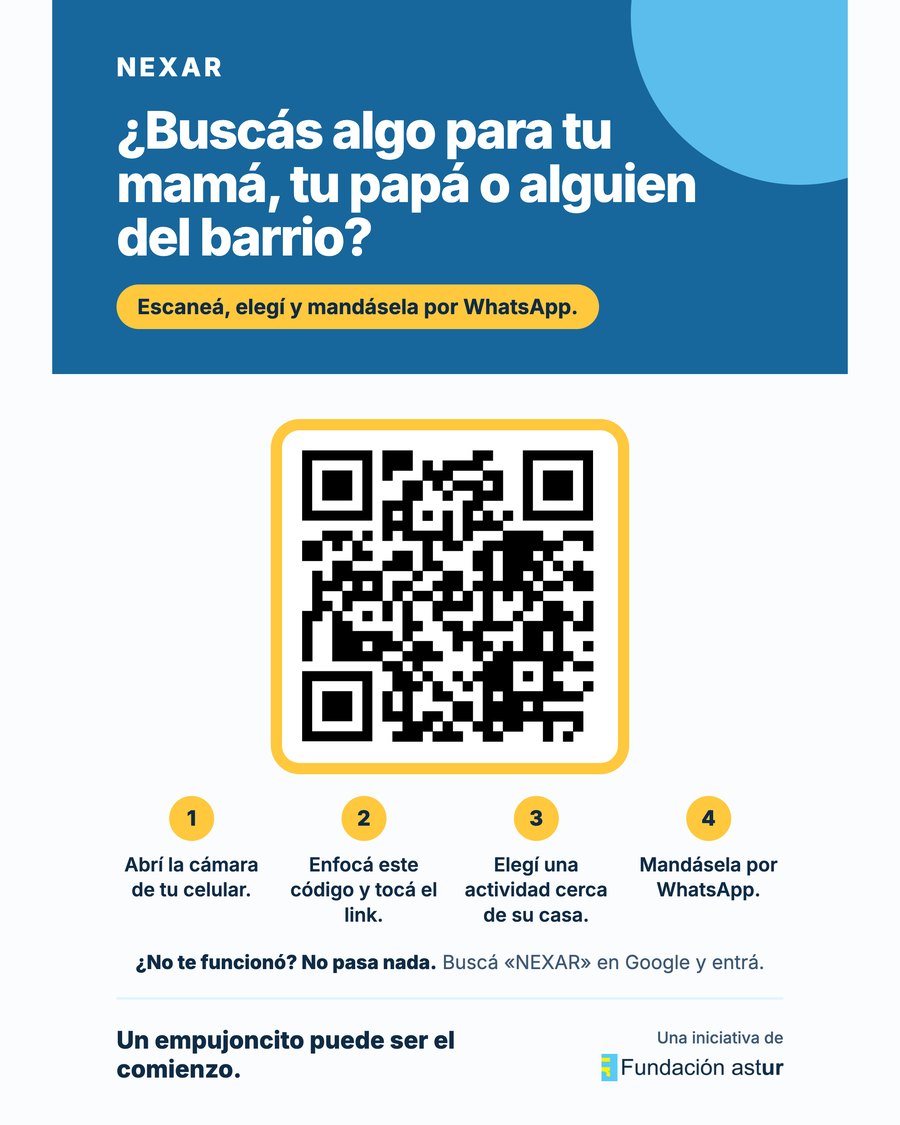 NEXAR
¿Buscás algo para tu
mamá, tu papá o alguien
del barrio?
Escaneá, elegí y mandásela por WhatsApp.
1
Abrí la cámara
de tu celular.
2
Enfocá este
código y tocá el
link.
3
Elegí una
actividad cerca
de su casa.
4
Mandásela por
WhatsApp.
¿No te funcionó? No pasa nada. Buscá «NEXAR» en Google y entrá.
Un empujoncito puede ser el
comienzo.
Una iniciativa de
Fundación astur